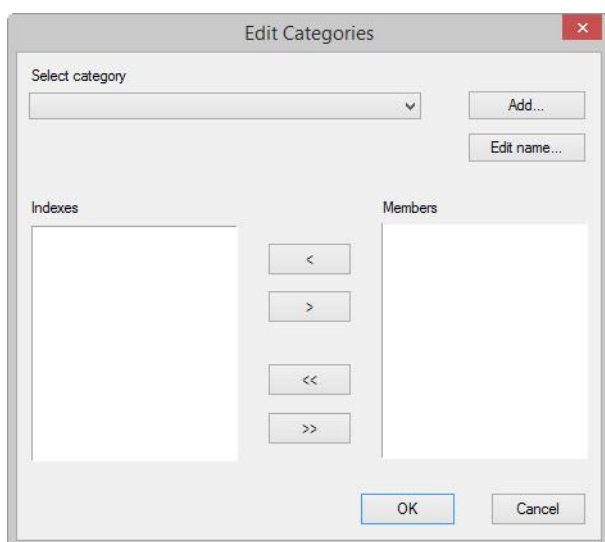 Edit Categories
Select category
Add...
Edit name...
Indexes
Members
<
>
<<
>>
OK
Cancel